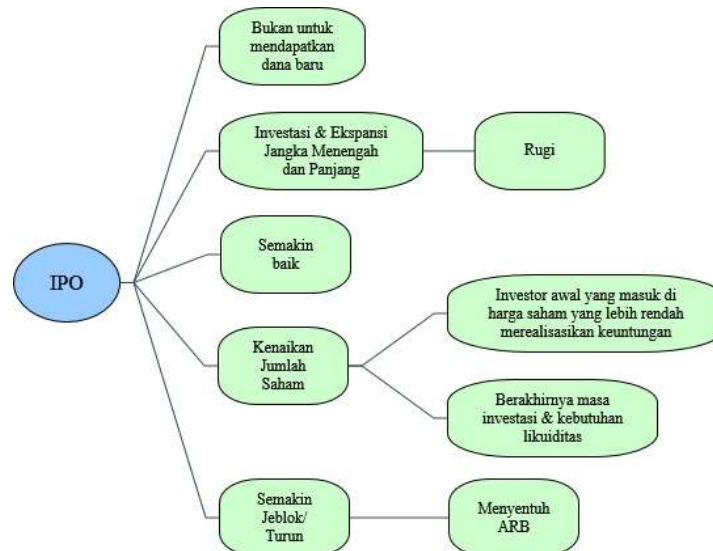 Bukan untuk
mendapatkan
dana baru
Investasi & Ekspansi
Jangka Menengah
dan Panjang
Rugi
Semakin
baik
IPO
Kenaikan
Jumlah
Saham
Investor awal yang masuk di
harga saham yang lebih rendah
merealisasikan keuntungan
Berakhirnya masa
investasi & kebutuhan
likuiditas
Semakin
Jeblok/
Turun
Menyentuh
ARB